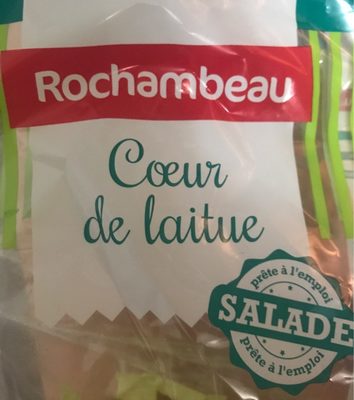 Rochambeau
Cœur
de laitue
prête à l'emploi
SALADE
prête à l'emploi